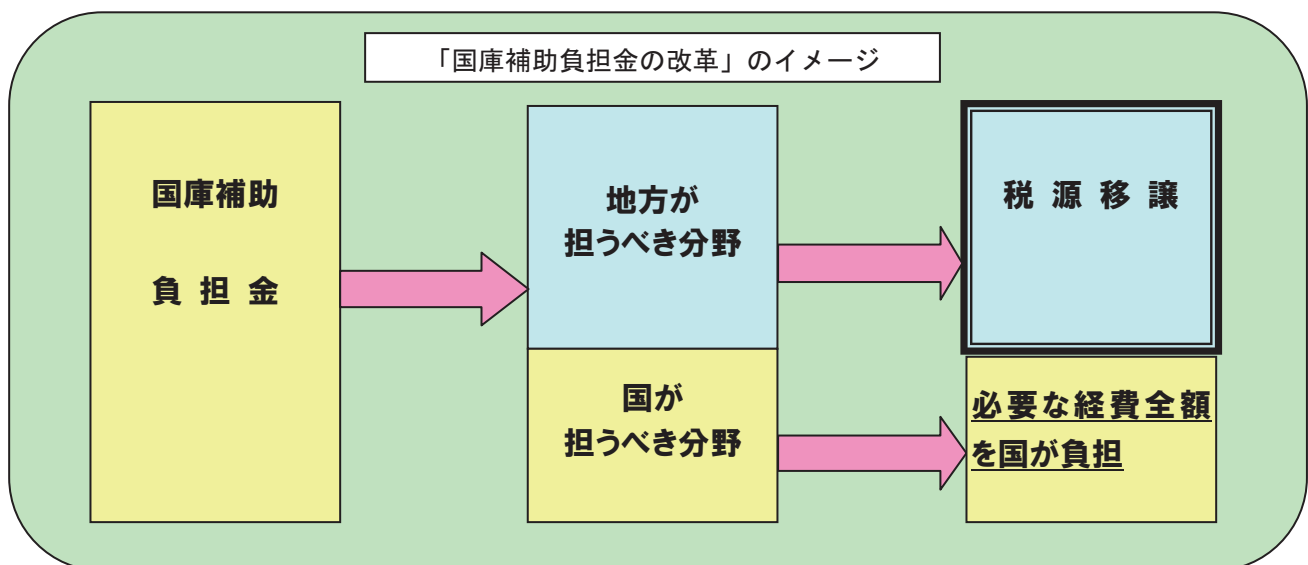 「国庫補助負担金の改革」のイメージ
国庫補助
負 担 金
地方が
担うべき分野
国が
担うべき分野
税 源 移 譲
必要な経費全額
を国が負担